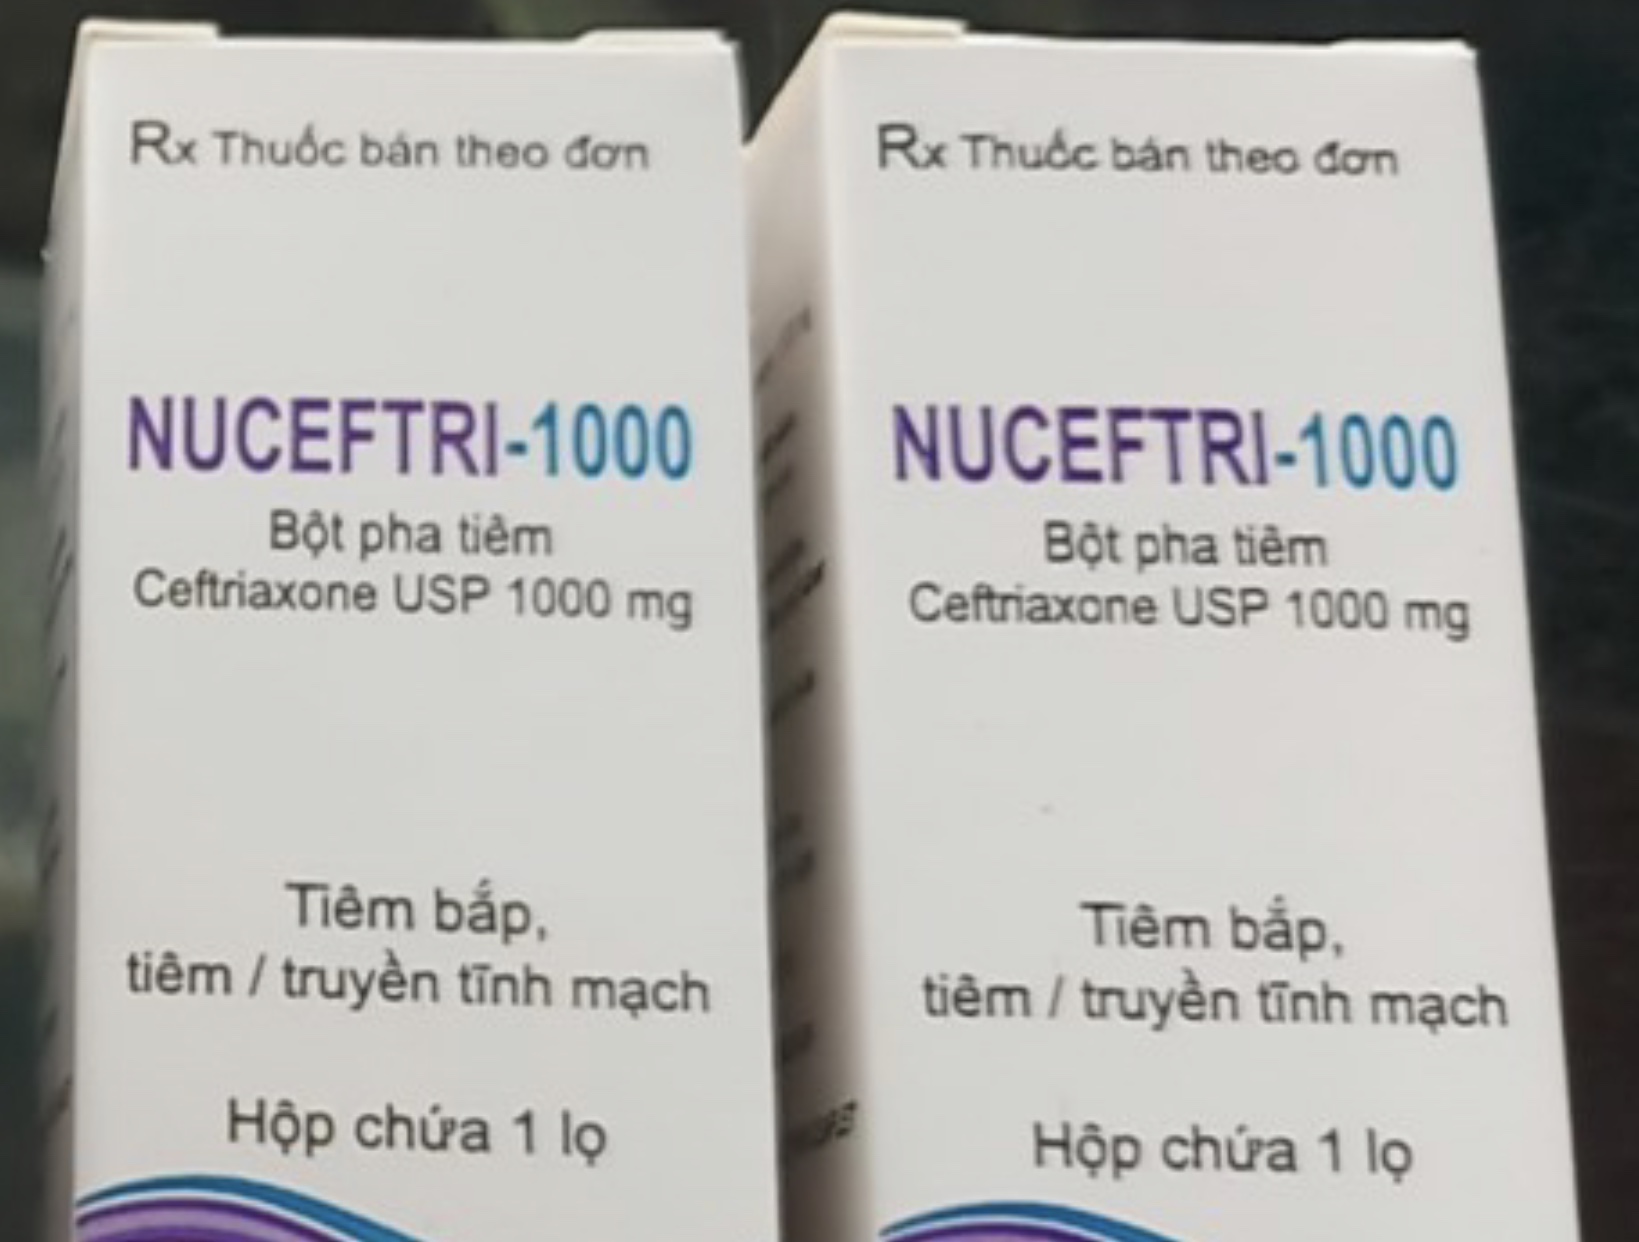 Rx Thuốc bán theo đơn
NUCEFTRI-1000
Bột pha tiêm
Ceftriaxone USP 1000 mg
Tiêm bắp,
tiêm / truyền tĩnh mạch
Hộp chứa 1 lọ
Rx Thuốc bán theo đơn
NUCEFTRI-1000
Bột pha tiêm
Ceftriaxone USP 1000 mg
Tiêm bắp,
tiêm / truyền tĩnh mạch
Hộp chứa 1 lọ